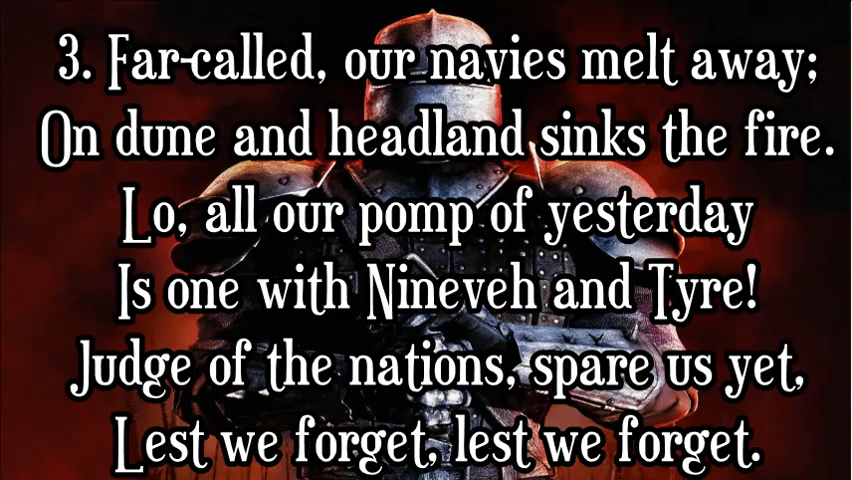 3. Far-called, our navies melt away;
On dune and headland sinks the fire.
Lo, all our pomp of yesterday
Is one with Nineveh and Tyre!
Judge of the nations, spare us yet,
Lest we forget, lest we forget.